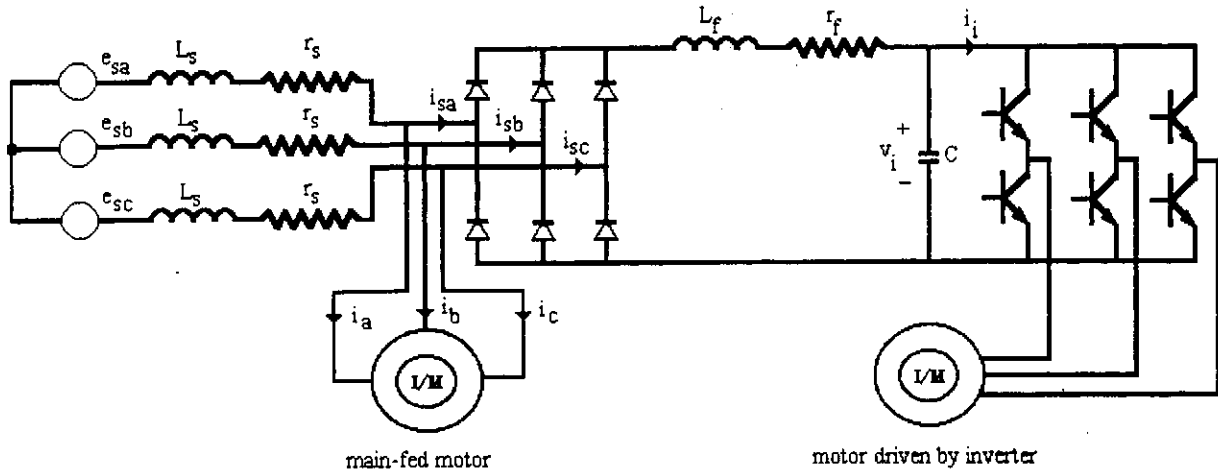 L_f r_f i_i
e_sa L_s r_s
i_sa
e_sb L_s r_s
i_sb
i_sc
+
v_i C
−
e_sc L_s r_s
i_a i_b i_c
I/M
I/M
main-fed motor
motor driven by inverter